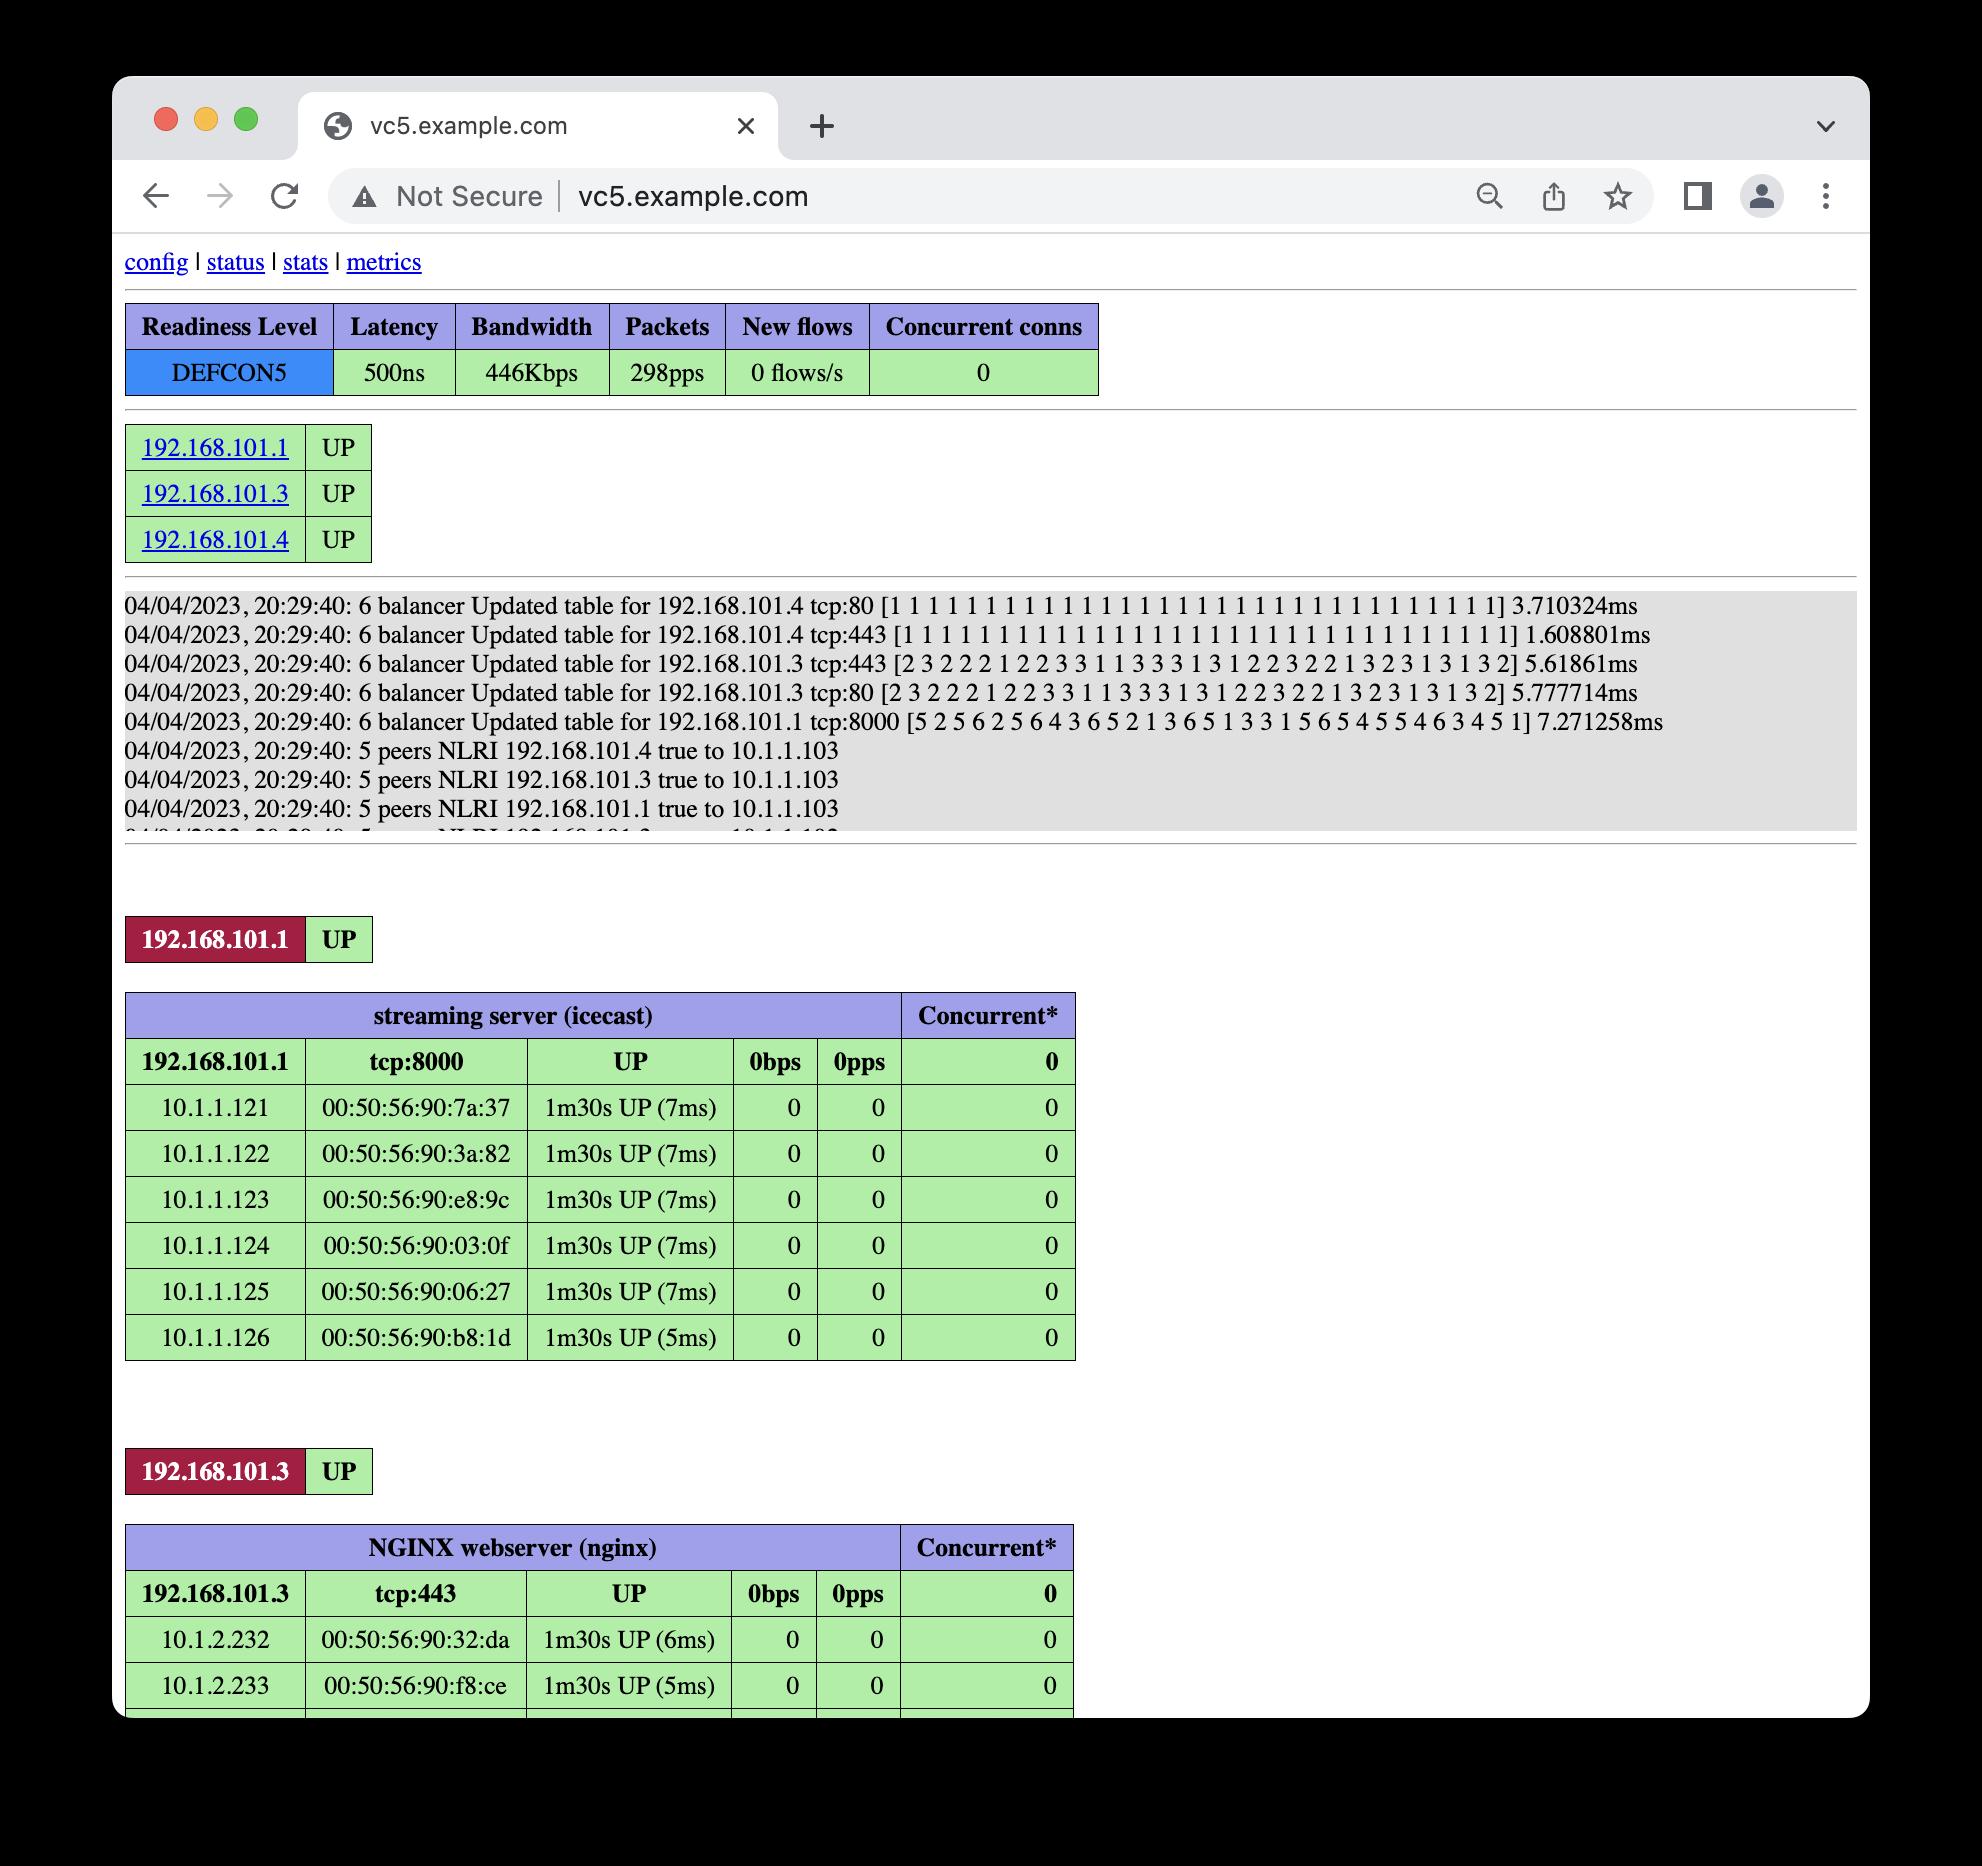 vc5.example.com
Not Secure | vc5.example.com
config | status | stats | metrics
Readiness Level Latency Bandwidth Packets New flows Concurrent conns
DEFCON5 500ns 446Kbps 298pps 0 flows/s 0
192.168.101.1 UP
192.168.101.3 UP
192.168.101.4 UP
04/04/2023, 20:29:40: 6 balancer Updated table for 192.168.101.4 tcp:80 [1 1 1 1 1 1 1 1 1 1 1 1 1 1 1 1 1 1 1 1 1 1 1 1 1 1 1 1 1 1 1 1] 3.710324ms
04/04/2023, 20:29:40: 6 balancer Updated table for 192.168.101.4 tcp:443 [1 1 1 1 1 1 1 1 1 1 1 1 1 1 1 1 1 1 1 1 1 1 1 1 1 1 1 1 1 1 1 1] 1.608801ms
04/04/2023, 20:29:40: 6 balancer Updated table for 192.168.101.3 tcp:443 [2 3 2 2 2 1 2 2 3 3 1 1 3 3 3 1 3 1 2 2 3 2 2 1 3 2 3 1 3 1 3 2] 5.61861ms
04/04/2023, 20:29:40: 6 balancer Updated table for 192.168.101.3 tcp:80 [2 3 2 2 2 1 2 2 3 3 1 1 3 3 3 1 3 1 2 2 3 2 2 1 3 2 3 1 3 1 3 2] 5.777714ms
04/04/2023, 20:29:40: 6 balancer Updated table for 192.168.101.1 tcp:8000 [5 2 5 6 2 5 6 4 3 6 5 2 1 3 6 5 1 3 3 1 5 6 5 4 5 5 4 6 3 4 5 1] 7.271258ms
04/04/2023, 20:29:40: 5 peers NLRI 192.168.101.4 true to 10.1.1.103
04/04/2023, 20:29:40: 5 peers NLRI 192.168.101.3 true to 10.1.1.103
04/04/2023, 20:29:40: 5 peers NLRI 192.168.101.1 true to 10.1.1.103
192.168.101.1 UP
streaming server (icecast) Concurrent*
192.168.101.1 tcp:8000 UP 0bps 0pps 0
10.1.1.121 00:50:56:90:7a:37 1m30s UP (7ms) 0 0 0
10.1.1.122 00:50:56:90:3a:82 1m30s UP (7ms) 0 0 0
10.1.1.123 00:50:56:90:e8:9c 1m30s UP (7ms) 0 0 0
10.1.1.124 00:50:56:90:03:0f 1m30s UP (7ms) 0 0 0
10.1.1.125 00:50:56:90:06:27 1m30s UP (7ms) 0 0 0
10.1.1.126 00:50:56:90:b8:1d 1m30s UP (5ms) 0 0 0
192.168.101.3 UP
NGINX webserver (nginx) Concurrent*
192.168.101.3 tcp:443 UP 0bps 0pps 0
10.1.2.232 00:50:56:90:32:da 1m30s UP (6ms) 0 0 0
10.1.2.233 00:50:56:90:f8:ce 1m30s UP (5ms) 0 0 0